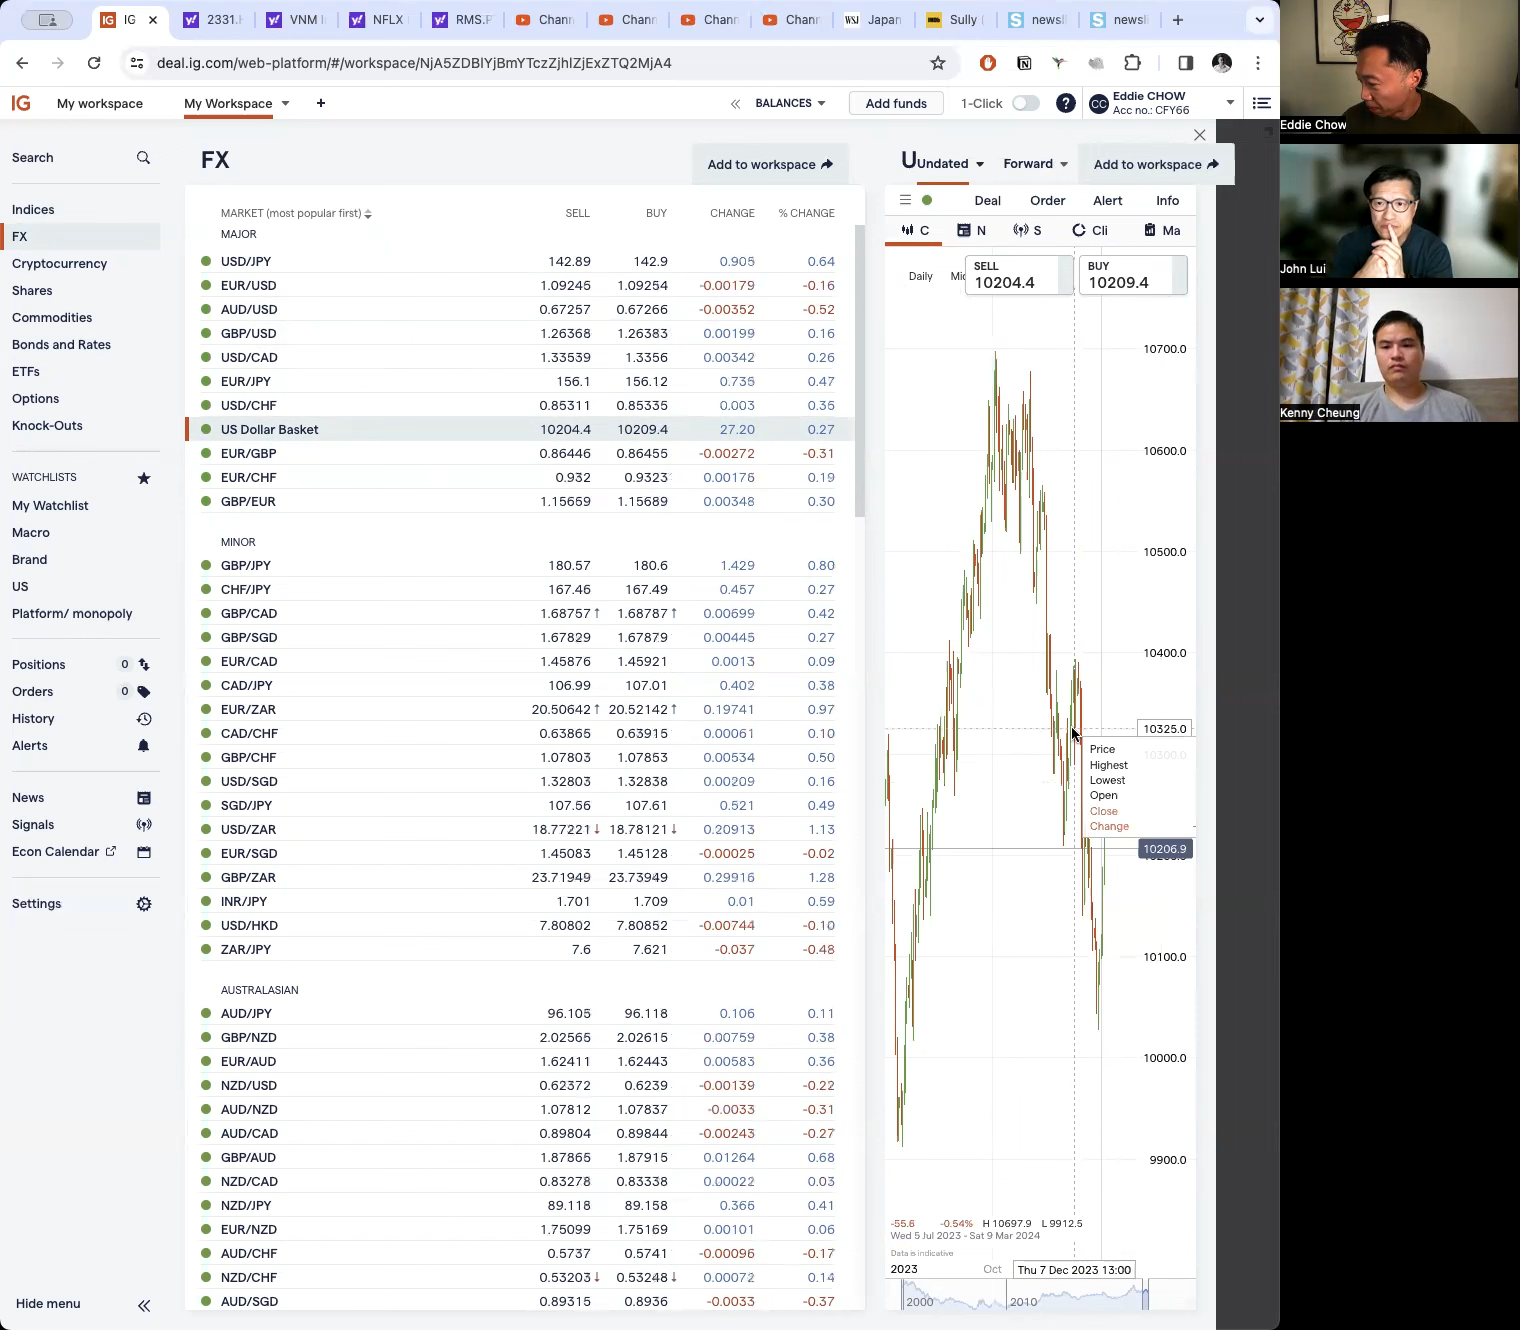 IG
2331.H
VNM I
NFLX
RMS.P
Chann
Chann
Chann
Chann
WSJ Japan
Sully (
newsl
newsl
deal.ig.com/web-platform/#/workspace/NjA5ZDBlYjBmYTczZjhlZjExZTQ2MjA4
IG My workspace My Workspace + BALANCES Add funds 1-Click ? CC Eddie CHOW
Acc no.: CFY66
Search
Indices
FX
Cryptocurrency
Shares
Commodities
Bonds and Rates
ETFs
Options
Knock-Outs
WATCHLISTS
My Watchlist
Macro
Brand
US
Platform/ monopoly
Positions 0
Orders 0
History
Alerts
News
Signals
Econ Calendar
Settings
Hide menu
FX Add to workspace
MARKET (most popular first) SELL BUY CHANGE % CHANGE
MAJOR
USD/JPY 142.89 142.9 0.905 0.64
EUR/USD 1.09245 1.09254 -0.00179 -0.16
AUD/USD 0.67257 0.67266 -0.00352 -0.52
GBP/USD 1.26368 1.26383 0.00199 0.16
USD/CAD 1.33539 1.3356 0.00342 0.26
EUR/JPY 156.1 156.12 0.735 0.47
USD/CHF 0.85311 0.85335 0.003 0.35
US Dollar Basket 10204.4 10209.4 27.20 0.27
EUR/GBP 0.86446 0.86455 -0.00272 -0.31
EUR/CHF 0.932 0.9323 0.00176 0.19
GBP/EUR 1.15659 1.15689 0.00348 0.30
MINOR
GBP/JPY 180.57 180.6 1.429 0.80
CHF/JPY 167.46 167.49 0.457 0.27
GBP/CAD 1.68757↑ 1.68787↑ 0.00699 0.42
GBP/SGD 1.67829 1.67879 0.00445 0.27
EUR/CAD 1.45876 1.45921 0.0013 0.09
CAD/JPY 106.99 107.01 0.402 0.38
EUR/ZAR 20.50642↑ 20.52142↑ 0.19741 0.97
CAD/CHF 0.63865 0.63915 0.00061 0.10
GBP/CHF 1.07803 1.07853 0.00534 0.50
USD/SGD 1.32803 1.32838 0.00209 0.16
SGD/JPY 107.56 107.61 0.521 0.49
USD/ZAR 18.77221↓ 18.78121↓ 0.20913 1.13
EUR/SGD 1.45083 1.45128 -0.00025 -0.02
GBP/ZAR 23.71949 23.73949 0.29916 1.28
INR/JPY 1.701 1.709 0.01 0.59
USD/HKD 7.80802 7.80852 -0.00744 -0.10
ZAR/JPY 7.6 7.621 -0.037 -0.48
AUSTRALASIAN
AUD/JPY 96.105 96.118 0.106 0.11
GBP/NZD 2.02565 2.02615 0.00759 0.38
EUR/AUD 1.62411 1.62443 0.00583 0.36
NZD/USD 0.62372 0.6239 -0.00139 -0.22
AUD/NZD 1.07812 1.07837 -0.0033 -0.31
AUD/CAD 0.89804 0.89844 -0.00243 -0.27
GBP/AUD 1.87865 1.87915 0.01264 0.68
NZD/CAD 0.83278 0.83338 0.00022 0.03
NZD/JPY 89.118 89.158 0.366 0.41
EUR/NZD 1.75099 1.75169 0.00101 0.06
AUD/CHF 0.5737 0.5741 -0.00096 -0.17
NZD/CHF 0.53203↓ 0.53248↓ 0.00072 0.14
AUD/SGD 0.89315 0.8936 -0.0033 -0.37
U Undated Forward Add to workspace
Deal Order Alert Info
C N S Cli Ma
Daily Mi
SELL
10204.4
BUY
10209.4
10700.0
10600.0
10500.0
10400.0
10325.0
10300.0
Price
Highest
Lowest
Open
Close
Change
10206.9
10100.0
10000.0
9900.0
-55.6 -0.54% H 10697.9 L 9912.5
Wed 5 Jul 2023 - Sat 9 Mar 2024
Data is indicative
2023 Oct Thu 7 Dec 2023 13:00
2000 2010
Eddie Chow
John Lui
Kenny Cheung